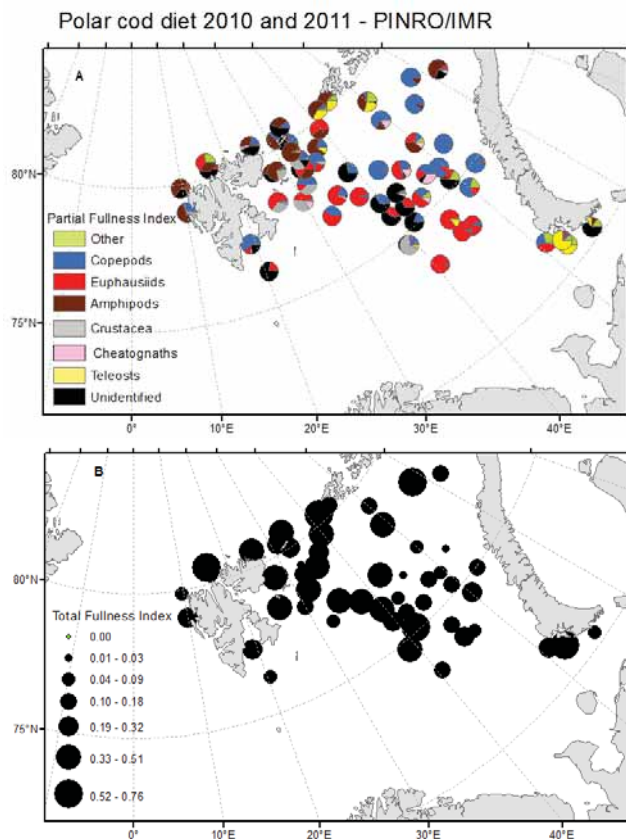 Polar cod diet 2010 and 2011 - PINRO/IMR
A
80°N
Partial Fullness Index
Other
Copepods
Euphausiids
Amphipods
Crustacea
Cheatognaths
Teleosts
Unidentified
75°N
0°
10°E
20°E
30°E
40°E
B
80°N
Total Fullness Index
0.00
0.01 - 0.03
0.04 - 0.09
0.10 - 0.18
0.19 - 0.32
0.33 - 0.51
0.52 - 0.76
75°N
0°
10°E
20°E
30°E
40°E